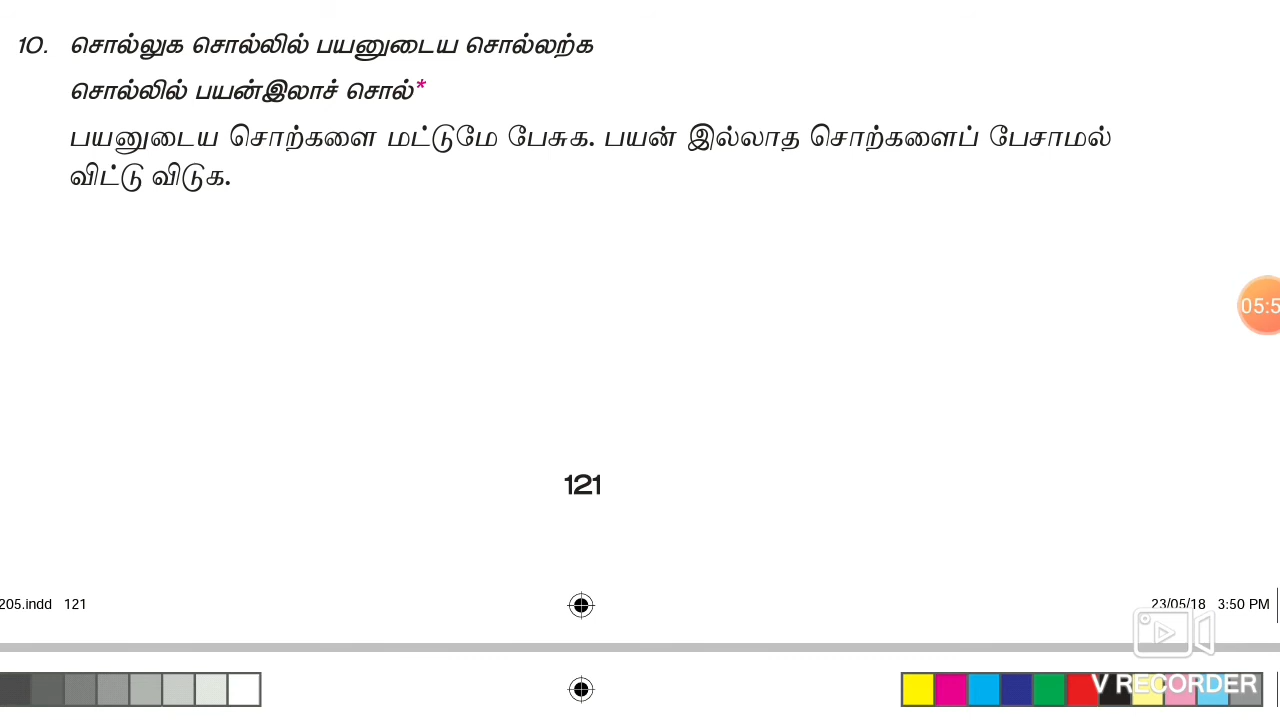 10. சொல்லுக சொல்லில் பயனுடைய சொல்லற்க
சொல்லில் பயன்இலாச் சொல்*
பயனுடைய சொற்களை மட்டுமே பேசுக. பயன் இல்லாத சொற்களைப் பேசாமல்
விட்டு விடுக.
05:5
121
205.indd 121
23/05/18 3:50 PM
V RECORDER